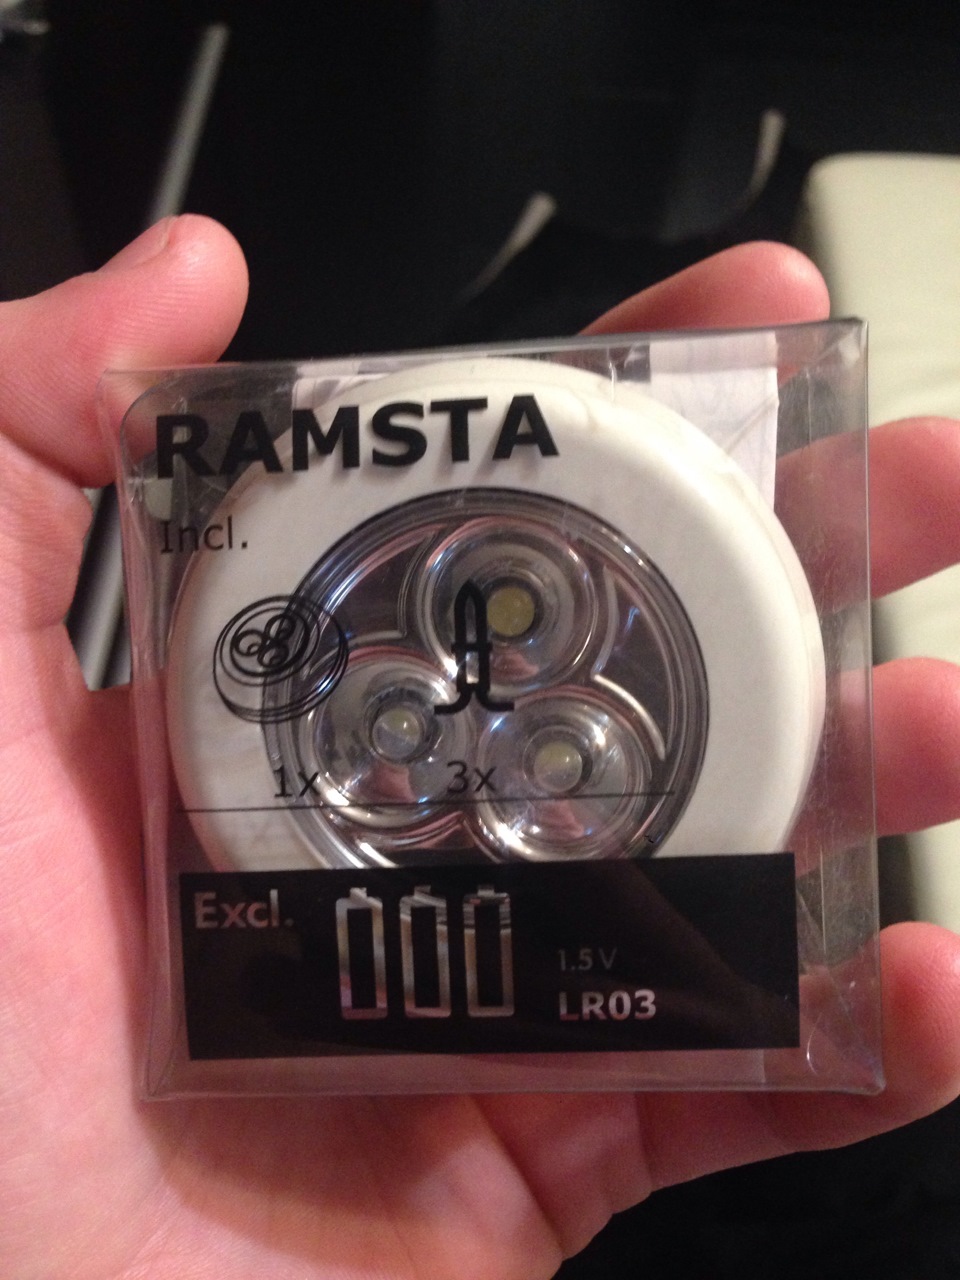 RAMSTA
Incl.
1x 3x
Excl.
1.5 V
LR03